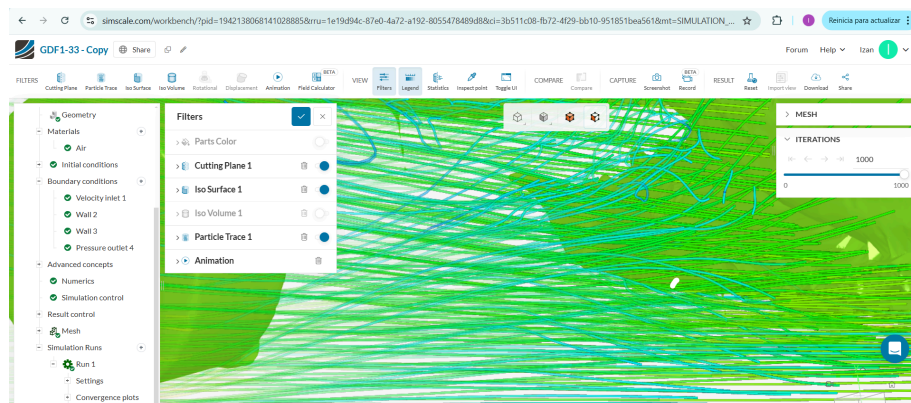 simscale.com/workbench/?pid=1942138068141028885&rru=1e19d94c-87e0-4a72-a192-8055478489d8&ci=3b511c08-fb72-4f29-bb10-951851bea561&mt=SIMULATION_...
Reinicia para actualizar
GDF1-33 - Copy Share
Forum Help Izan I
FILTERS Cutting Plane Particle Trace Iso Surface Iso Volume Rotational Displacement Animation BETA Field Calculator VIEW Filters Legend Statistics Inspect point Toggle UI COMPARE Compare CAPTURE Screenshot BETA Record RESULT Reset Import view Download Share
Geometry
Materials
Air
Initial conditions
Boundary conditions
Velocity inlet 1
Wall 2
Wall 3
Pressure outlet 4
Advanced concepts
Numerics
Simulation control
Result control
Mesh
Simulation Runs
Run 1
Settings
Convergence plots
Filters
Parts Color
Cutting Plane 1
Iso Surface 1
Iso Volume 1
Particle Trace 1
Animation
MESH
ITERATIONS
1000
0 1000